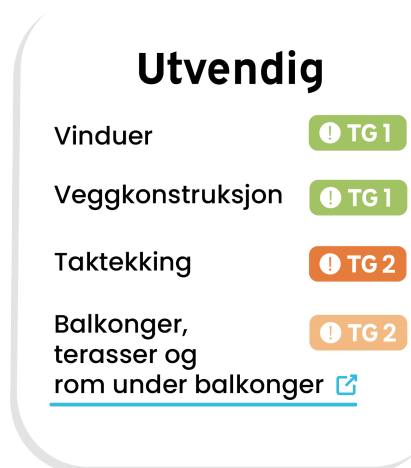 Utvendig
Vinduer ! TG 1
Veggkonstruksjon ! TG 1
Taktekking ! TG 2
Balkonger, ! TG 2
terasser og
rom under balkonger